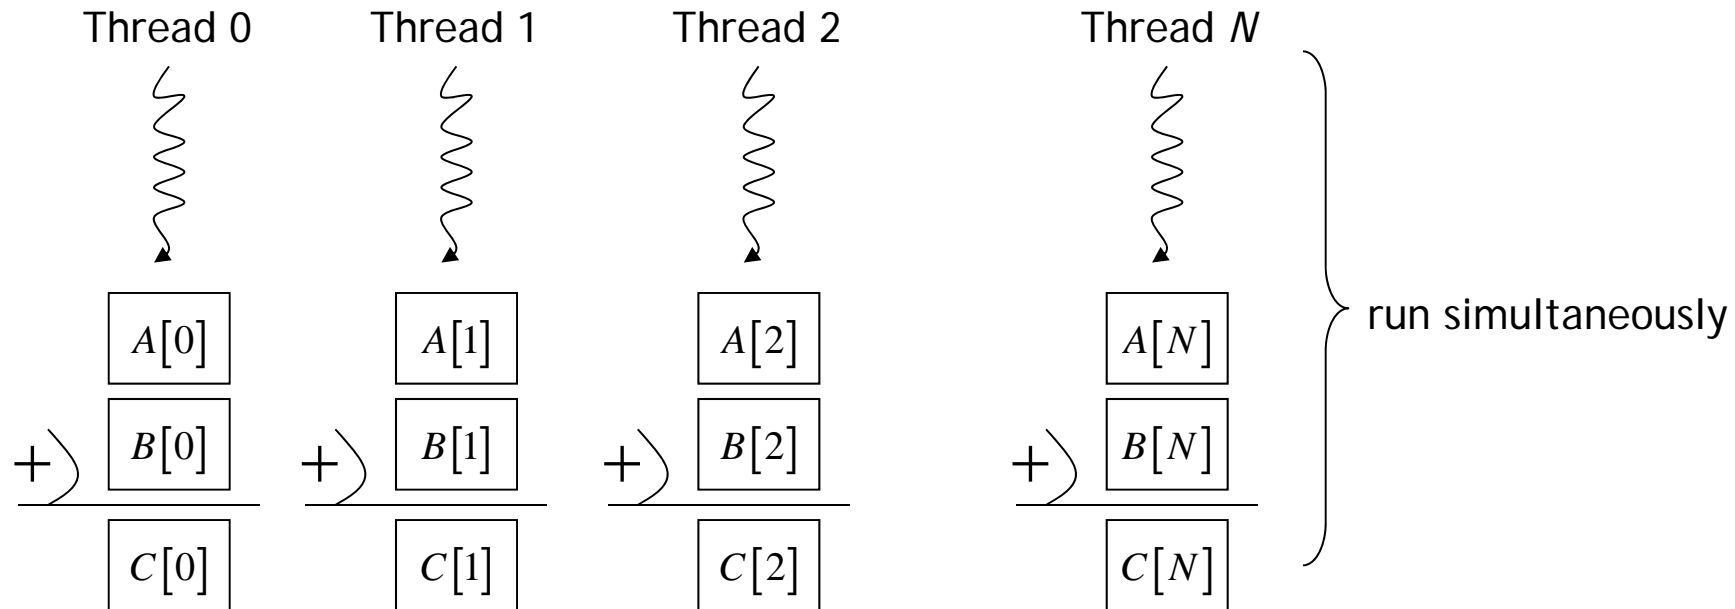 Thread 0 Thread 1 Thread 2 Thread N
A[0] A[1] A[2] A[N]
run simultaneously
+ B[0] + B[1] + B[2] + B[N]
C[0] C[1] C[2] C[N]